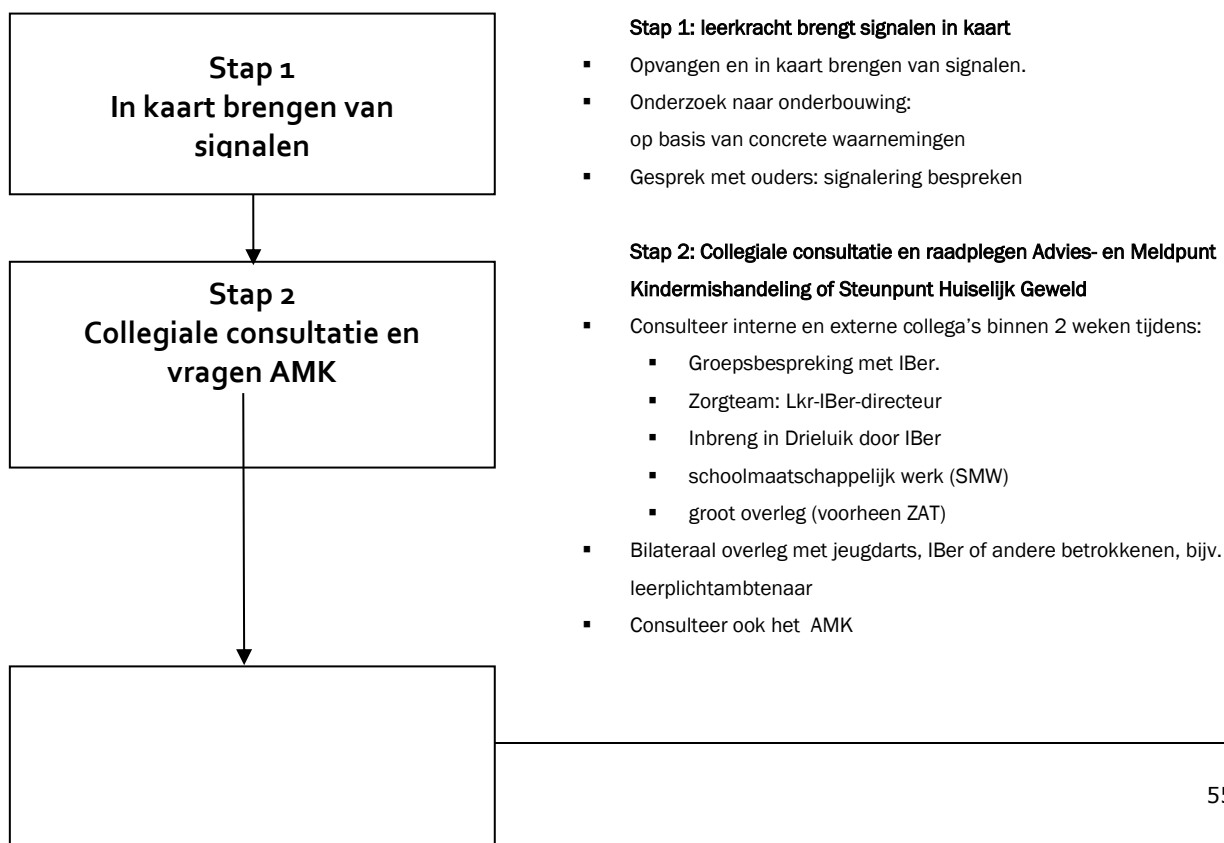 Stap 1
In kaart brengen van
signalen
Stap 2
Collegiale consultatie en
vragen AMK
Stap 1: leerkracht brengt signalen in kaart
▪ Opvangen en in kaart brengen van signalen.
▪ Onderzoek naar onderbouwing:
op basis van concrete waarnemingen
▪ Gesprek met ouders: signalering bespreken
Stap 2: Collegiale consultatie en raadplegen Advies- en Meldpunt
Kindermishandeling of Steunpunt Huiselijk Geweld
▪ Consulteer interne en externe collega's binnen 2 weken tijdens:
▪ Groepsbespreking met IBer.
▪ Zorgteam: Lkr-IBer-directeur
▪ Inbreng in Drieluik door IBer
▪ schoolmaatschappelijk werk (SMW)
▪ groot overleg (voorheen ZAT)
▪ Bilateraal overleg met jeugdarts, IBer of andere betrokkenen, bijv.
leerplichtambtenaar
▪ Consulteer ook het AMK
55